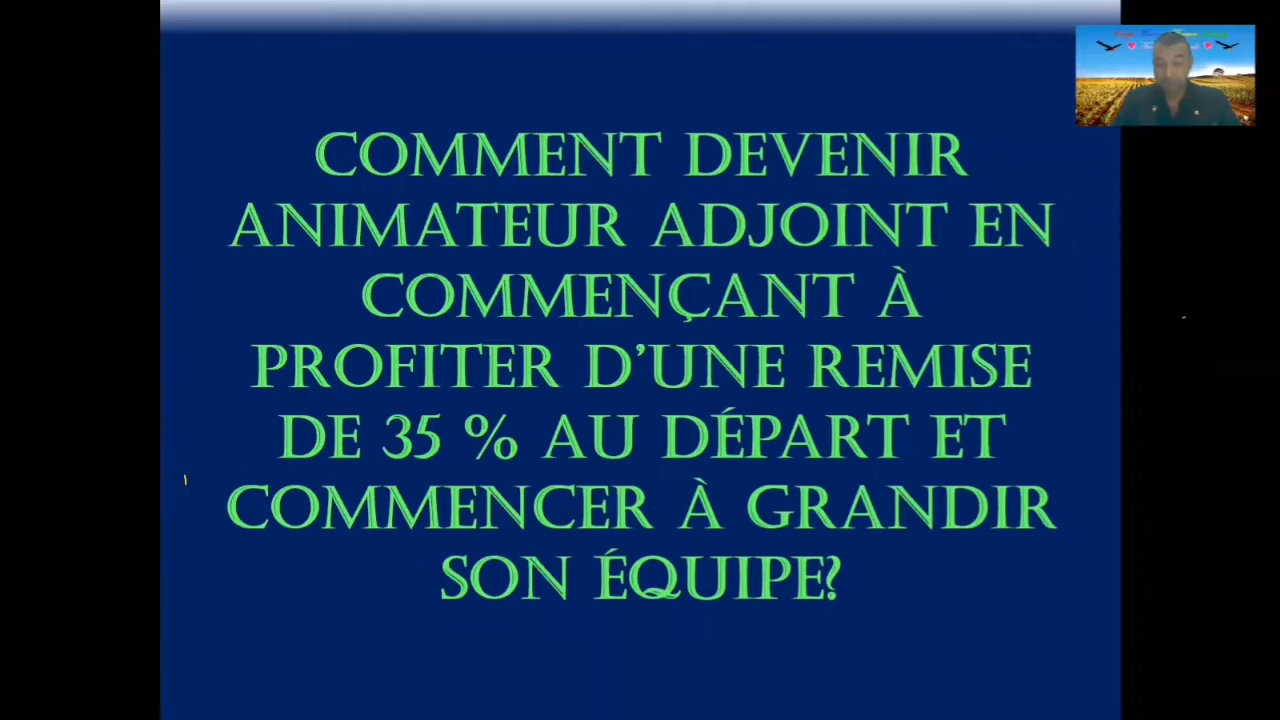 COMMENT DEVENIR
ANIMATEUR ADJOINT EN
COMMENÇANT À
PROFITER D’UNE REMISE
DE 35 % AU DÉPART ET
COMMENCER À GRANDIR
SON ÉQUIPE?